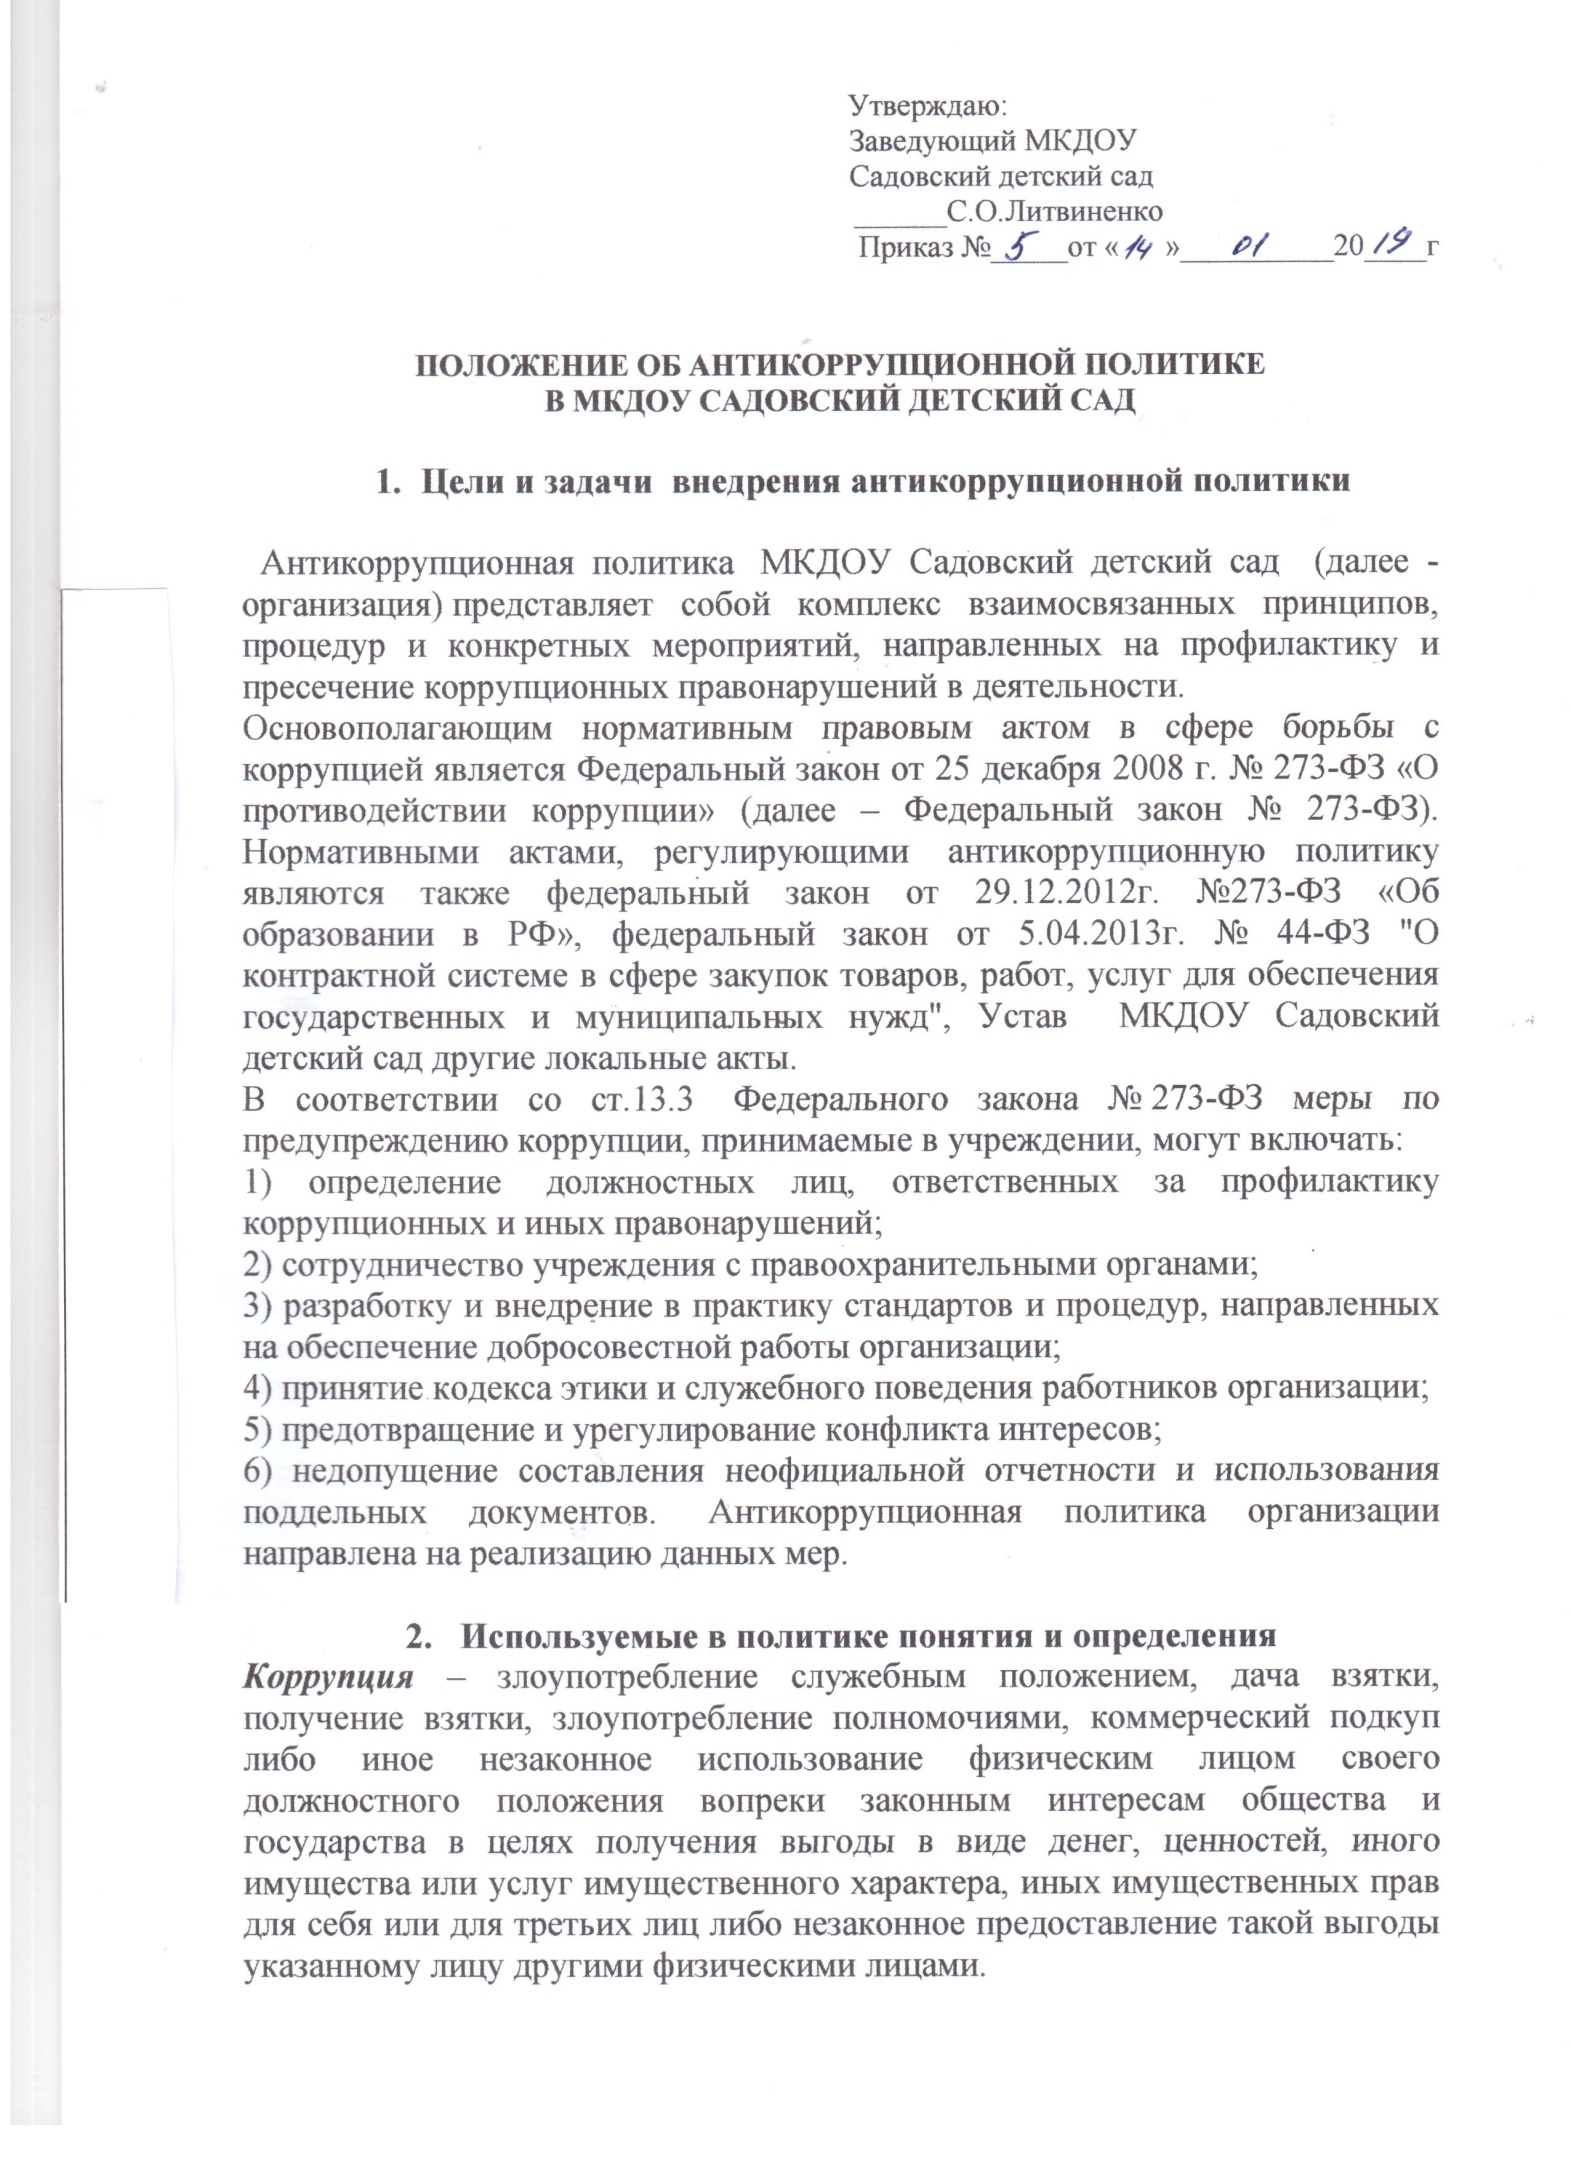 Утверждаю:
Заведующий МКДОУ
Садовский детский сад
______С.О.Литвиненко
Приказ №_5_от «14»_01_2019_г
ПОЛОЖЕНИЕ ОБ АНТИКОРРУПЦИОННОЙ ПОЛИТИКЕ
В МКДОУ САДОВСКИЙ ДЕТСКИЙ САД
1. Цели и задачи внедрения антикоррупционной политики
Антикоррупционная политика МКДОУ Садовский детский сад (далее -
организация) представляет собой комплекс взаимосвязанных принципов,
процедур и конкретных мероприятий, направленных на профилактику и
пресечение коррупционных правонарушений в деятельности.
Основополагающим нормативным правовым актом в сфере борьбы с
коррупцией является Федеральный закон от 25 декабря 2008 г. № 273-ФЗ «О
противодействии коррупции» (далее – Федеральный закон № 273-ФЗ).
Нормативными актами, регулирующими антикоррупционную политику
являются также федеральный закон от 29.12.2012г. №273-ФЗ «Об
образовании в РФ», федеральный закон от 5.04.2013г. № 44-ФЗ "О
контрактной системе в сфере закупок товаров, работ, услуг для обеспечения
государственных и муниципальных нужд", Устав МКДОУ Садовский
детский сад другие локальные акты.
В соответствии со ст.13.3 Федерального закона № 273-ФЗ меры по
предупреждению коррупции, принимаемые в учреждении, могут включать:
1) определение должностных лиц, ответственных за профилактику
коррупционных и иных правонарушений;
2) сотрудничество учреждения с правоохранительными органами;
3) разработку и внедрение в практику стандартов и процедур, направленных
на обеспечение добросовестной работы организации;
4) принятие кодекса этики и служебного поведения работников организации;
5) предотвращение и урегулирование конфликта интересов;
6) недопущение составления неофициальной отчетности и использования
поддельных документов. Антикоррупционная политика организации
направлена на реализацию данных мер.
2. Используемые в политике понятия и определения
Коррупция – злоупотребление служебным положением, дача взятки,
получение взятки, злоупотребление полномочиями, коммерческий подкуп
либо иное незаконное использование физическим лицом своего
должностного положения вопреки законным интересам общества и
государства в целях получения выгоды в виде денег, ценностей, иного
имущества или услуг имущественного характера, иных имущественных прав
для себя или для третьих лиц либо незаконное предоставление такой выгоды
указанному лицу другими физическими лицами.